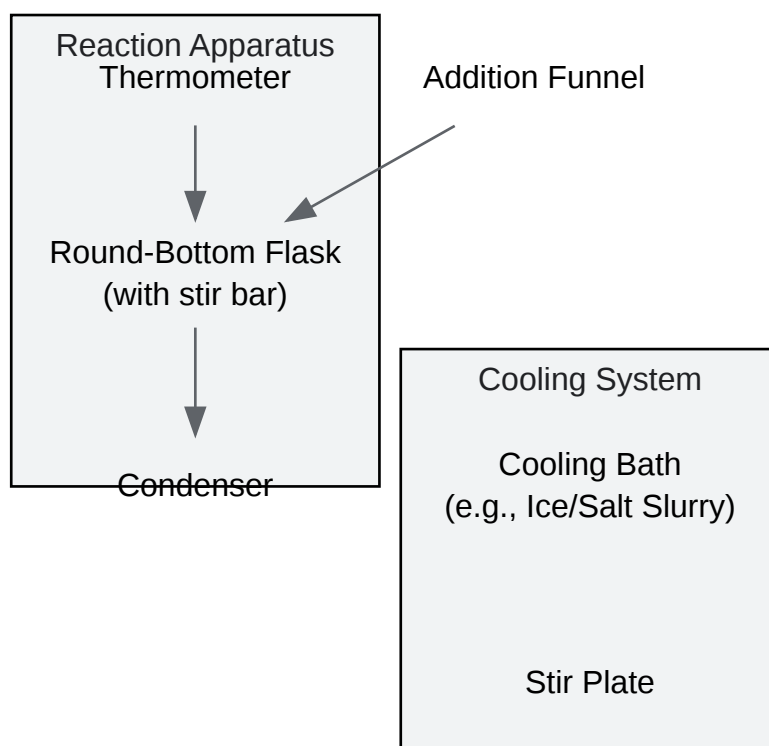 Reaction Apparatus
Thermometer
Addition Funnel
Round-Bottom Flask
(with stir bar)
Condenser
Cooling System
Cooling Bath
(e.g., Ice/Salt Slurry)
Stir Plate